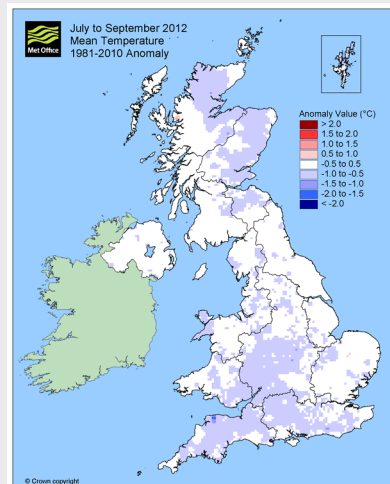 Met Office
July to September 2012
Mean Temperature
1981-2010 Anomaly
Anomaly Value (°C)
> 2.0
1.5 to 2.0
1.0 to 1.5
0.5 to 1.0
-0.5 to 0.5
-1.0 to -0.5
-1.5 to -1.0
-2.0 to -1.5
< -2.0
© Crown copyright